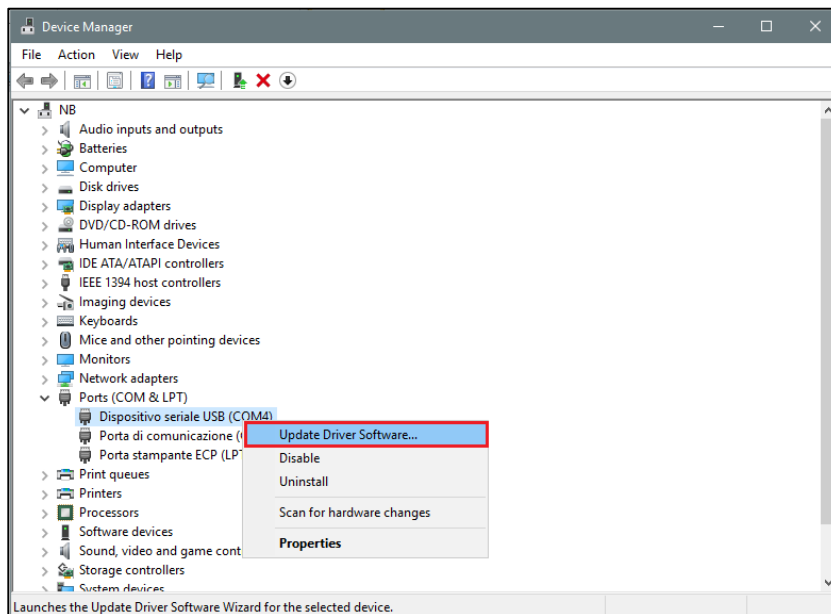 Device Manager
File Action View Help
NB
Audio inputs and outputs
Batteries
Computer
Disk drives
Display adapters
DVD/CD-ROM drives
Human Interface Devices
IDE ATA/ATAPI controllers
IEEE 1394 host controllers
Imaging devices
Keyboards
Mice and other pointing devices
Monitors
Network adapters
Ports (COM & LPT)
Dispositivo seriale USB (COM4)
Porta di comunicazione (
Porta stampante ECP (LPT
Print queues
Printers
Processors
Software devices
Sound, video and game cont
Storage controllers
System devices
Update Driver Software...
Disable
Uninstall
Scan for hardware changes
Properties
Launches the Update Driver Software Wizard for the selected device.